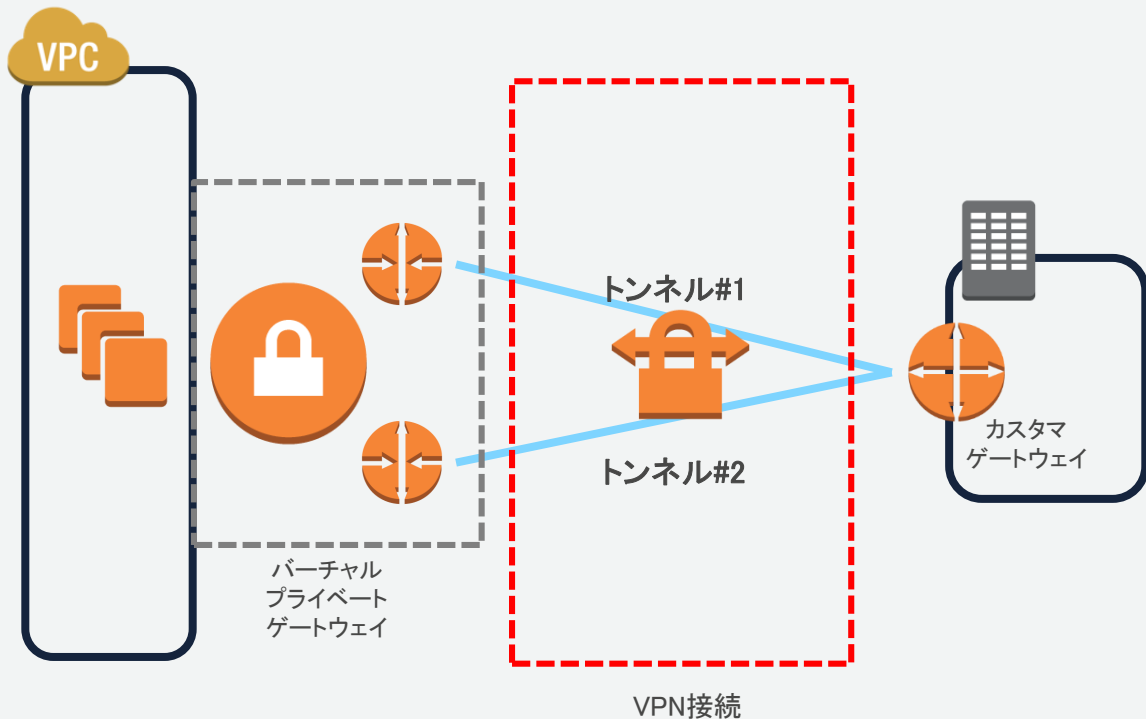 VPC
トンネル#1
トンネル#2
カスタマ
ゲートウェイ
バーチャル
プライベート
ゲートウェイ
VPN接続